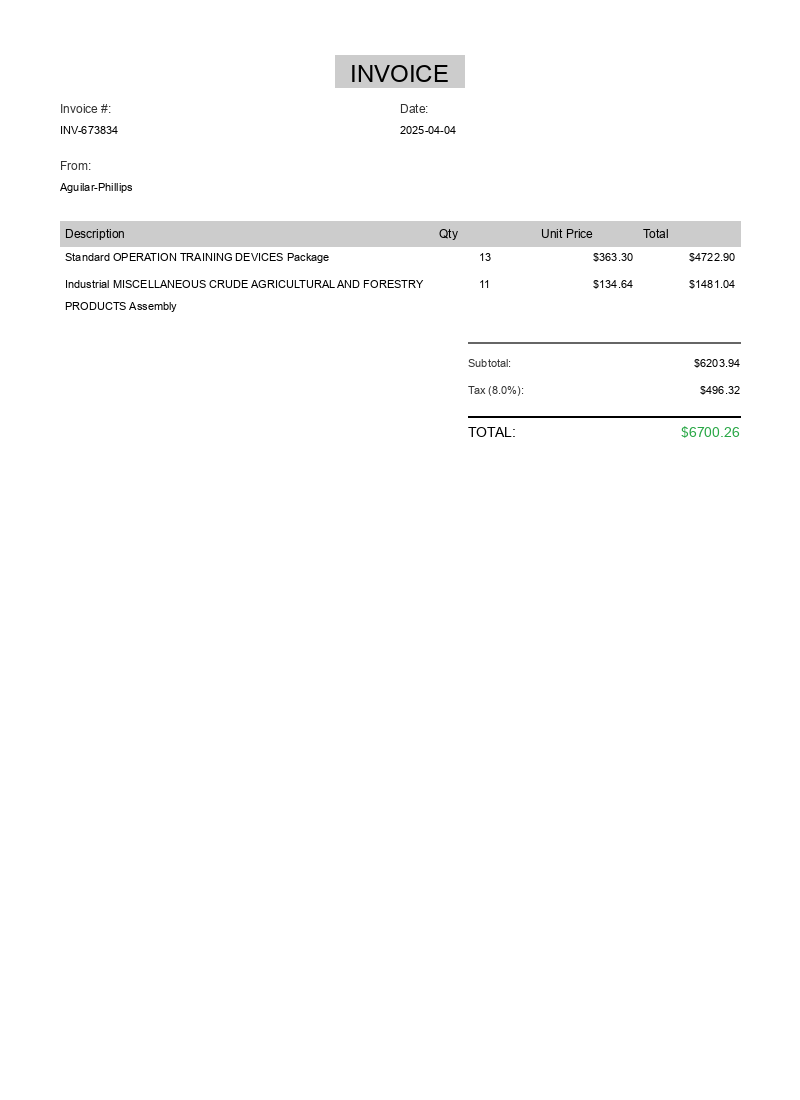 INVOICE
Invoice #: Date:
INV-673834 2025-04-04
From:
Aguilar-Phillips
Description Qty Unit Price Total
Standard OPERATION TRAINING DEVICES Package 13 $363.30 $4722.90
Industrial MISCELLANEOUS CRUDE AGRICULTURAL AND FORESTRY 11 $134.64 $1481.04
PRODUCTS Assembly
Subtotal: $6203.94
Tax (8.0%): $496.32
TOTAL: $6700.26